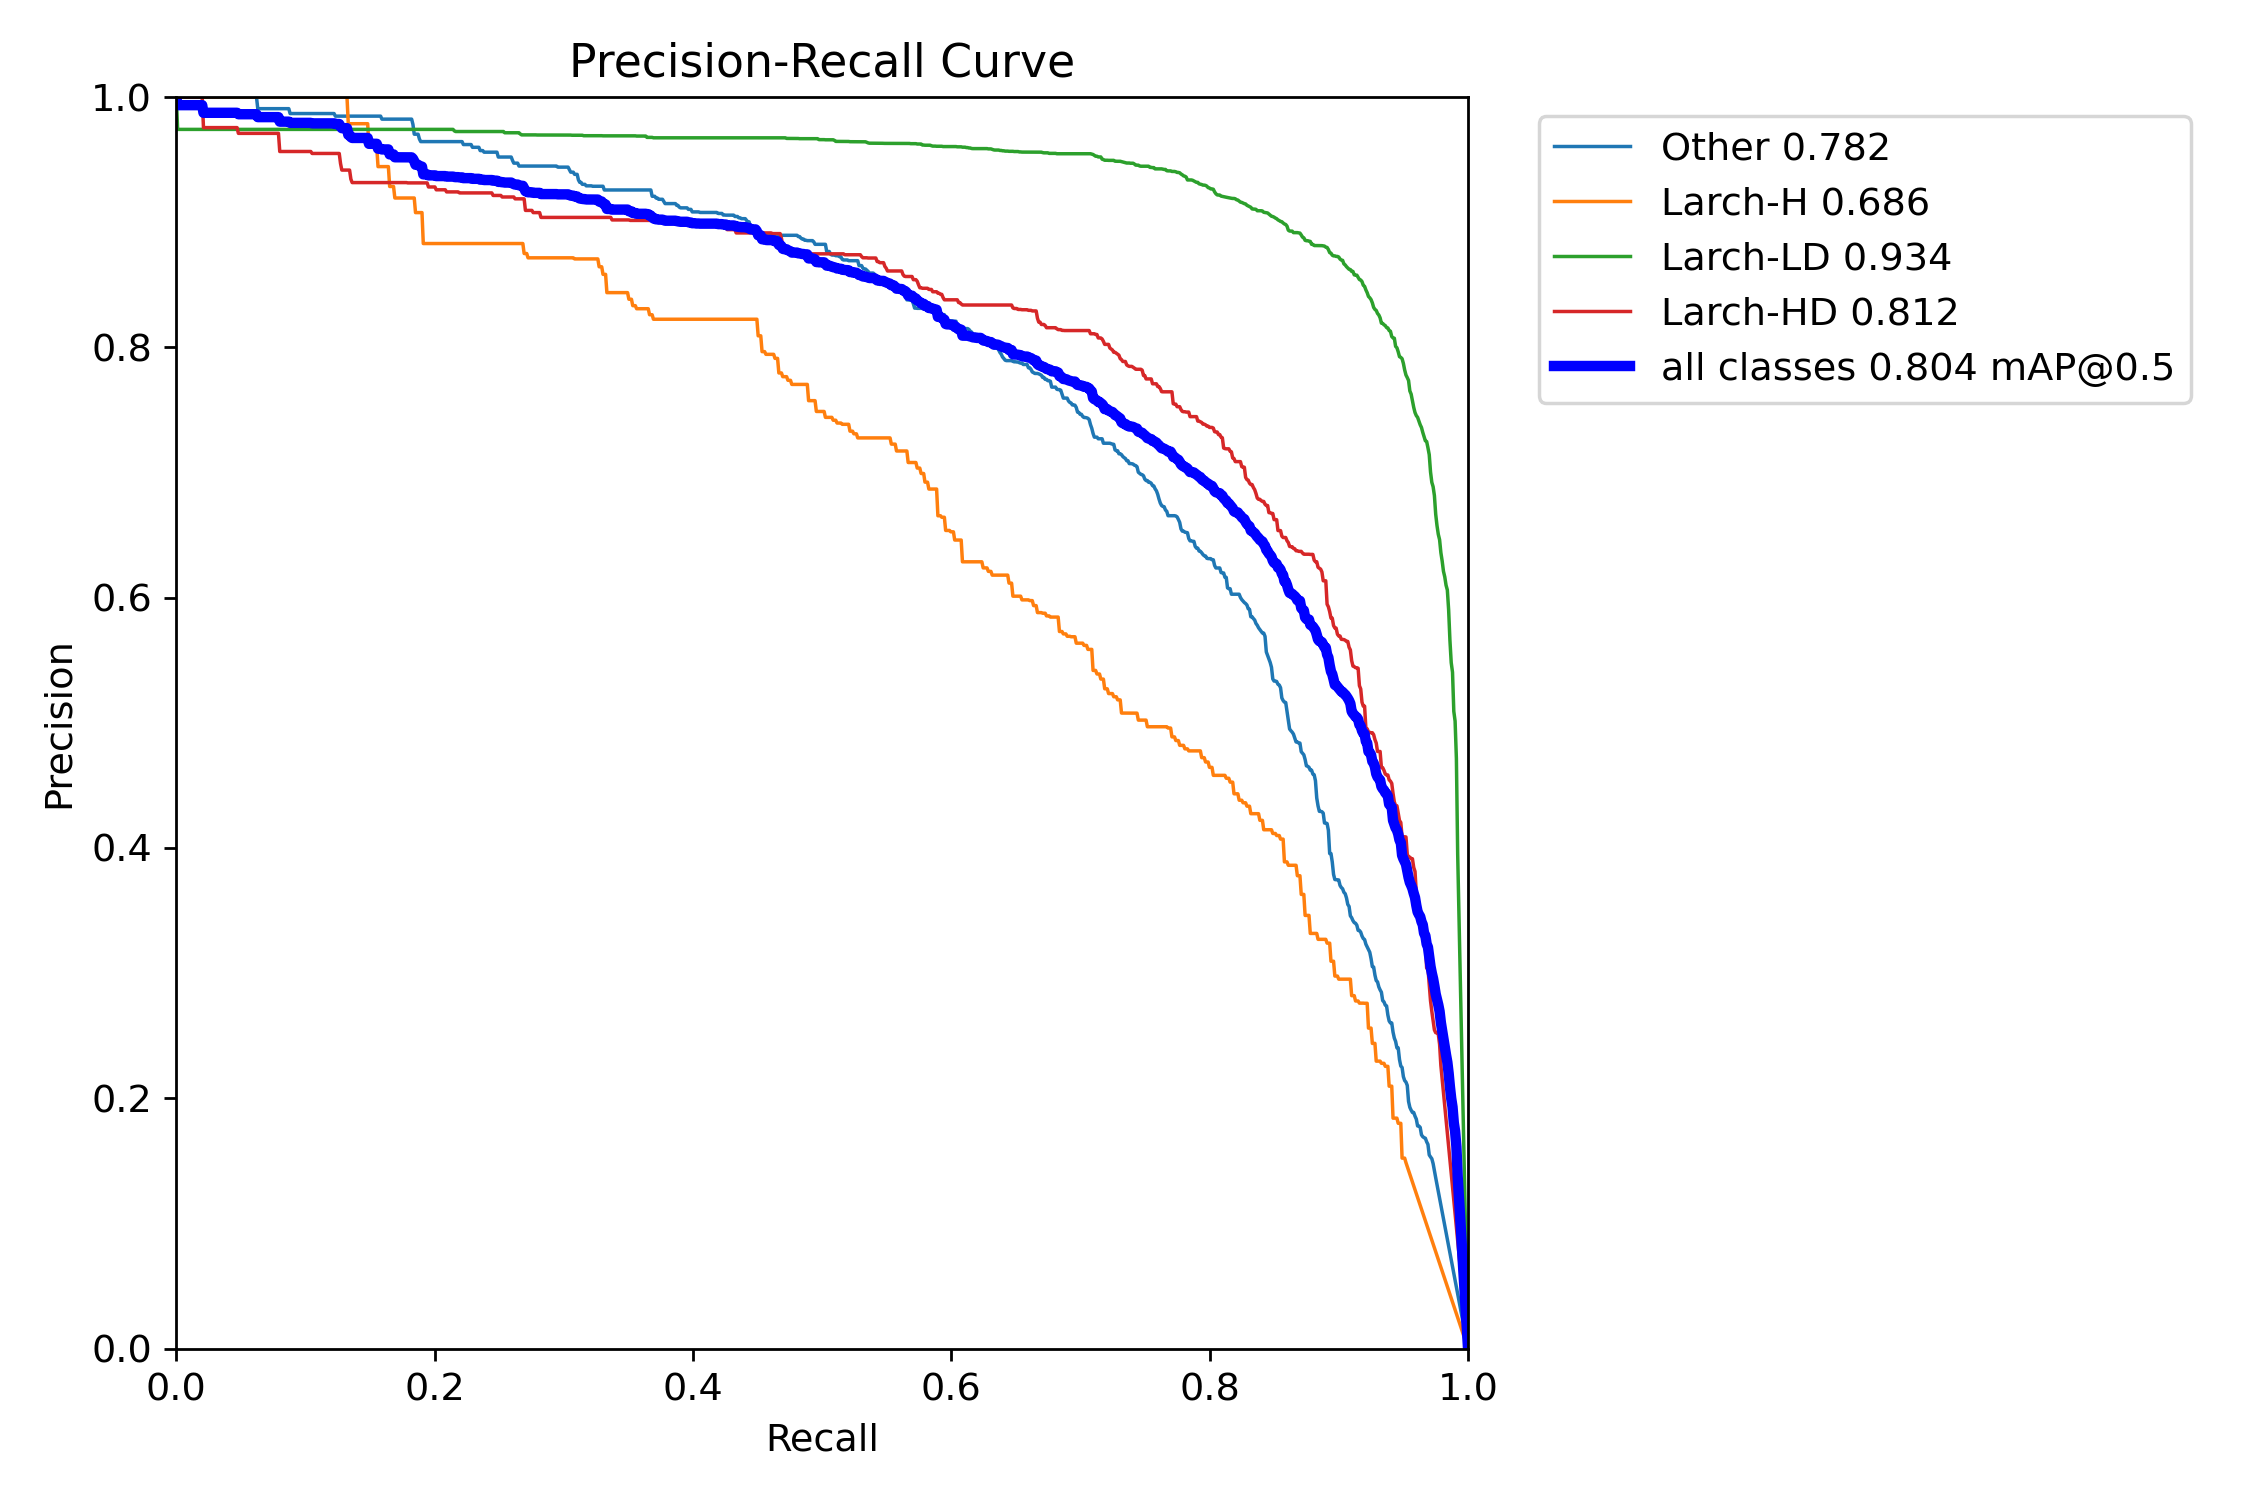 Precision-Recall Curve
1.0
0.8
0.6
0.4
0.2
0.0
Precision
0.0 0.2 0.4 0.6 0.8 1.0
Recall
Other 0.782
Larch-H 0.686
Larch-LD 0.934
Larch-HD 0.812
all classes 0.804 mAP@0.5